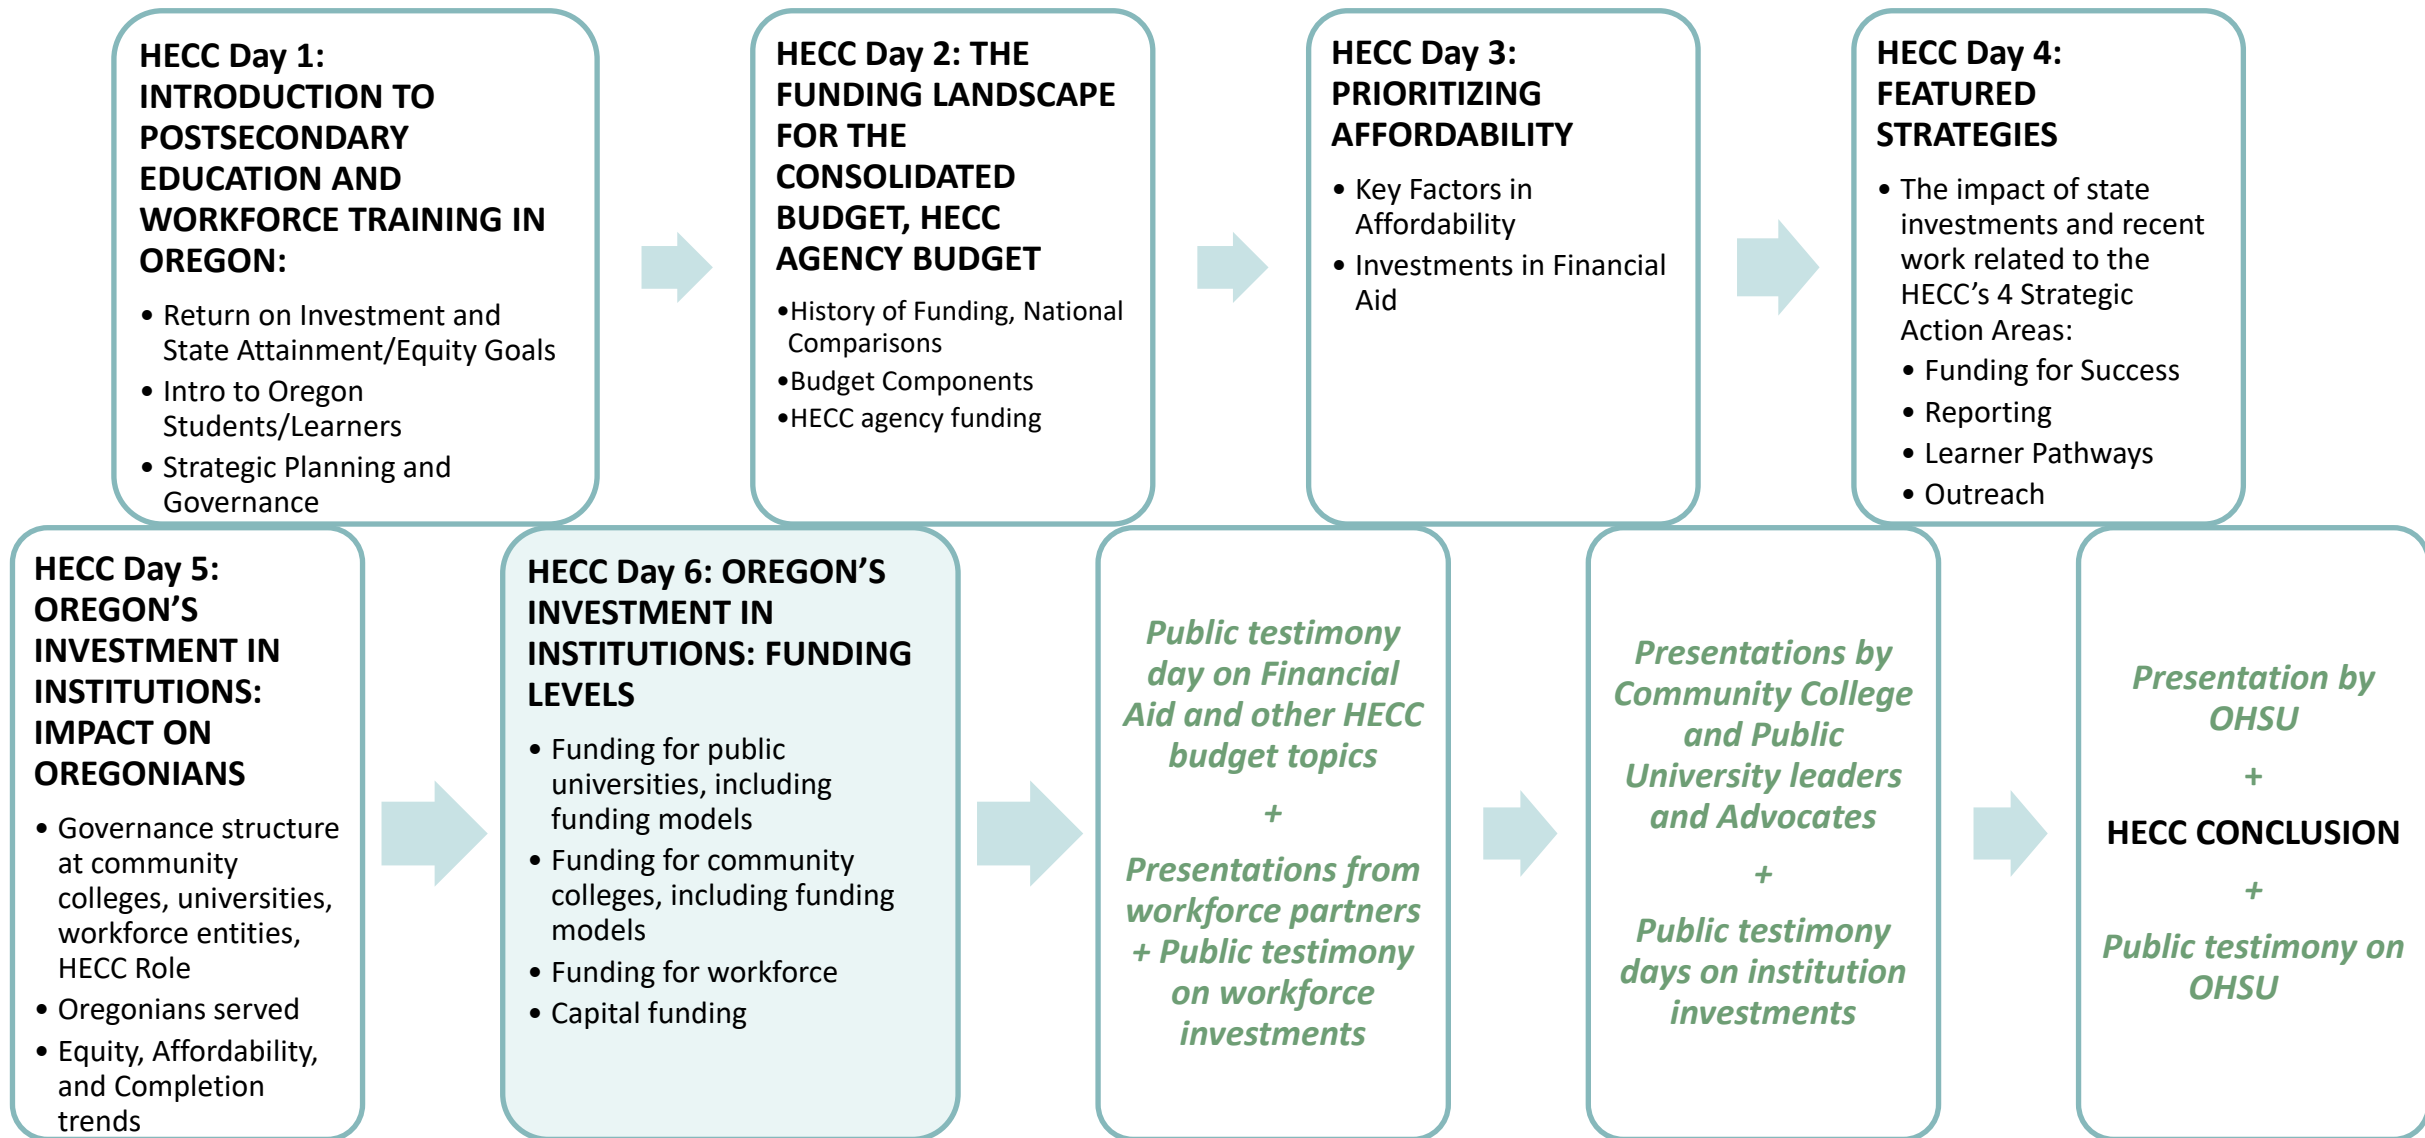 HECC Day 1:
INTRODUCTION TO
POSTSECONDARY
EDUCATION AND
WORKFORCE TRAINING IN
OREGON:
• Return on Investment and
State Attainment/Equity Goals
• Intro to Oregon
Students/Learners
• Strategic Planning and
Governance
HECC Day 2: THE
FUNDING LANDSCAPE
FOR THE
CONSOLIDATED
BUDGET, HECC
AGENCY BUDGET
•History of Funding, National
Comparisons
•Budget Components
•HECC agency funding
HECC Day 3:
PRIORITIZING
AFFORDABILITY
• Key Factors in
Affordability
• Investments in Financial
Aid
HECC Day 4:
FEATURED
STRATEGIES
• The impact of state
investments and recent
work related to the
HECC’s 4 Strategic
Action Areas:
• Funding for Success
• Reporting
• Learner Pathways
• Outreach
HECC Day 5:
OREGON’S
INVESTMENT IN
INSTITUTIONS:
IMPACT ON
OREGONIANS
• Governance structure
at community
colleges, universities,
workforce entities,
HECC Role
• Oregonians served
• Equity, Affordability,
and Completion
trends
HECC Day 6: OREGON’S
INVESTMENT IN
INSTITUTIONS: FUNDING
LEVELS
• Funding for public
universities, including
funding models
• Funding for community
colleges, including funding
models
• Funding for workforce
• Capital funding
Public testimony
day on Financial
Aid and other HECC
budget topics
+
Presentations from
workforce partners
+ Public testimony
on workforce
investments
Presentations by
Community College
and Public
University leaders
and Advocates
+
Public testimony
days on institution
investments
Presentation by
OHSU
+
HECC CONCLUSION
+
Public testimony on
OHSU